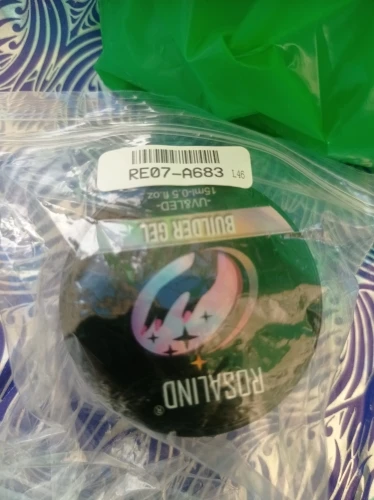 RE07-A683 L46
ROSALIND®
BUILDER GEL
-UV&LED-
15ml-0.5 fl.oz